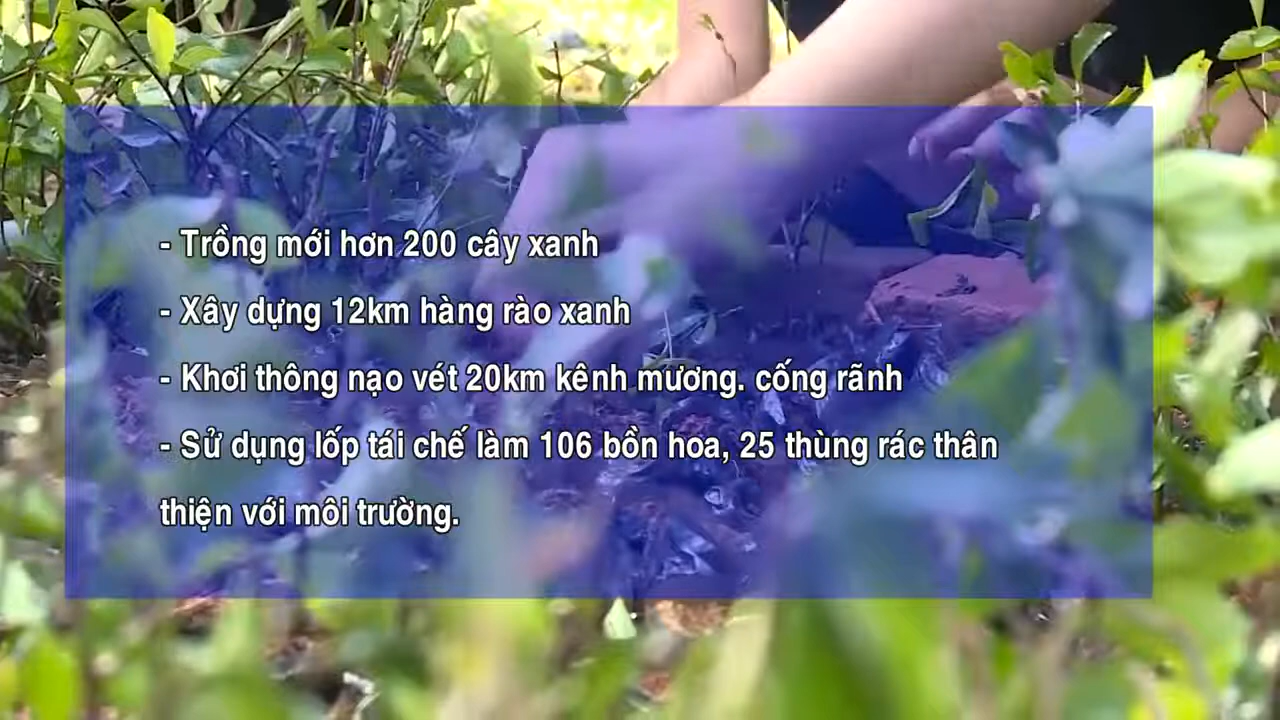 - Trồng mới hơn 200 cây xanh
- Xây dựng 12km hàng rào xanh
- Khơi thông nạo vét 20km kênh mương. cống rãnh
- Sử dụng lốp tái chế làm 106 bồn hoa, 25 thùng rác thân
thiện với môi trường.